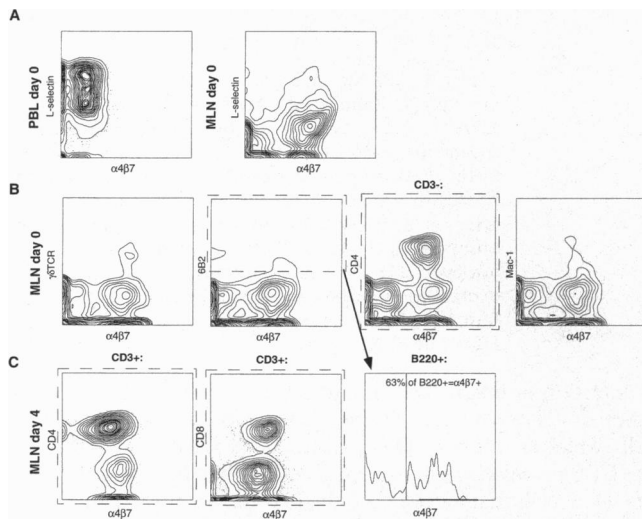 A
PBL day 0
L-selectin
α4β7
MLN day 0
L-selectin
α4β7
B
MLN day 0
γδTCR
α4β7
6B2
α4β7
CD3-:
CD4
α4β7
Mac-1
α4β7
C
MLN day 4
CD3+:
CD4
α4β7
CD3+:
CD8
α4β7
B220+:
63% of B220+=α4β7+
α4β7